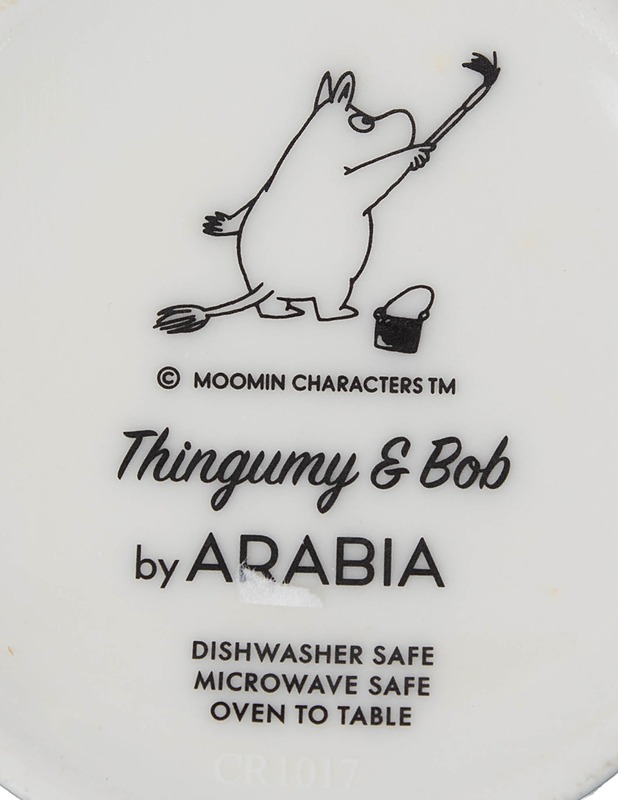 © MOOMIN CHARACTERS TM
Thingumy & Bob
by ARABIA
DISHWASHER SAFE
MICROWAVE SAFE
OVEN TO TABLE
CR1017